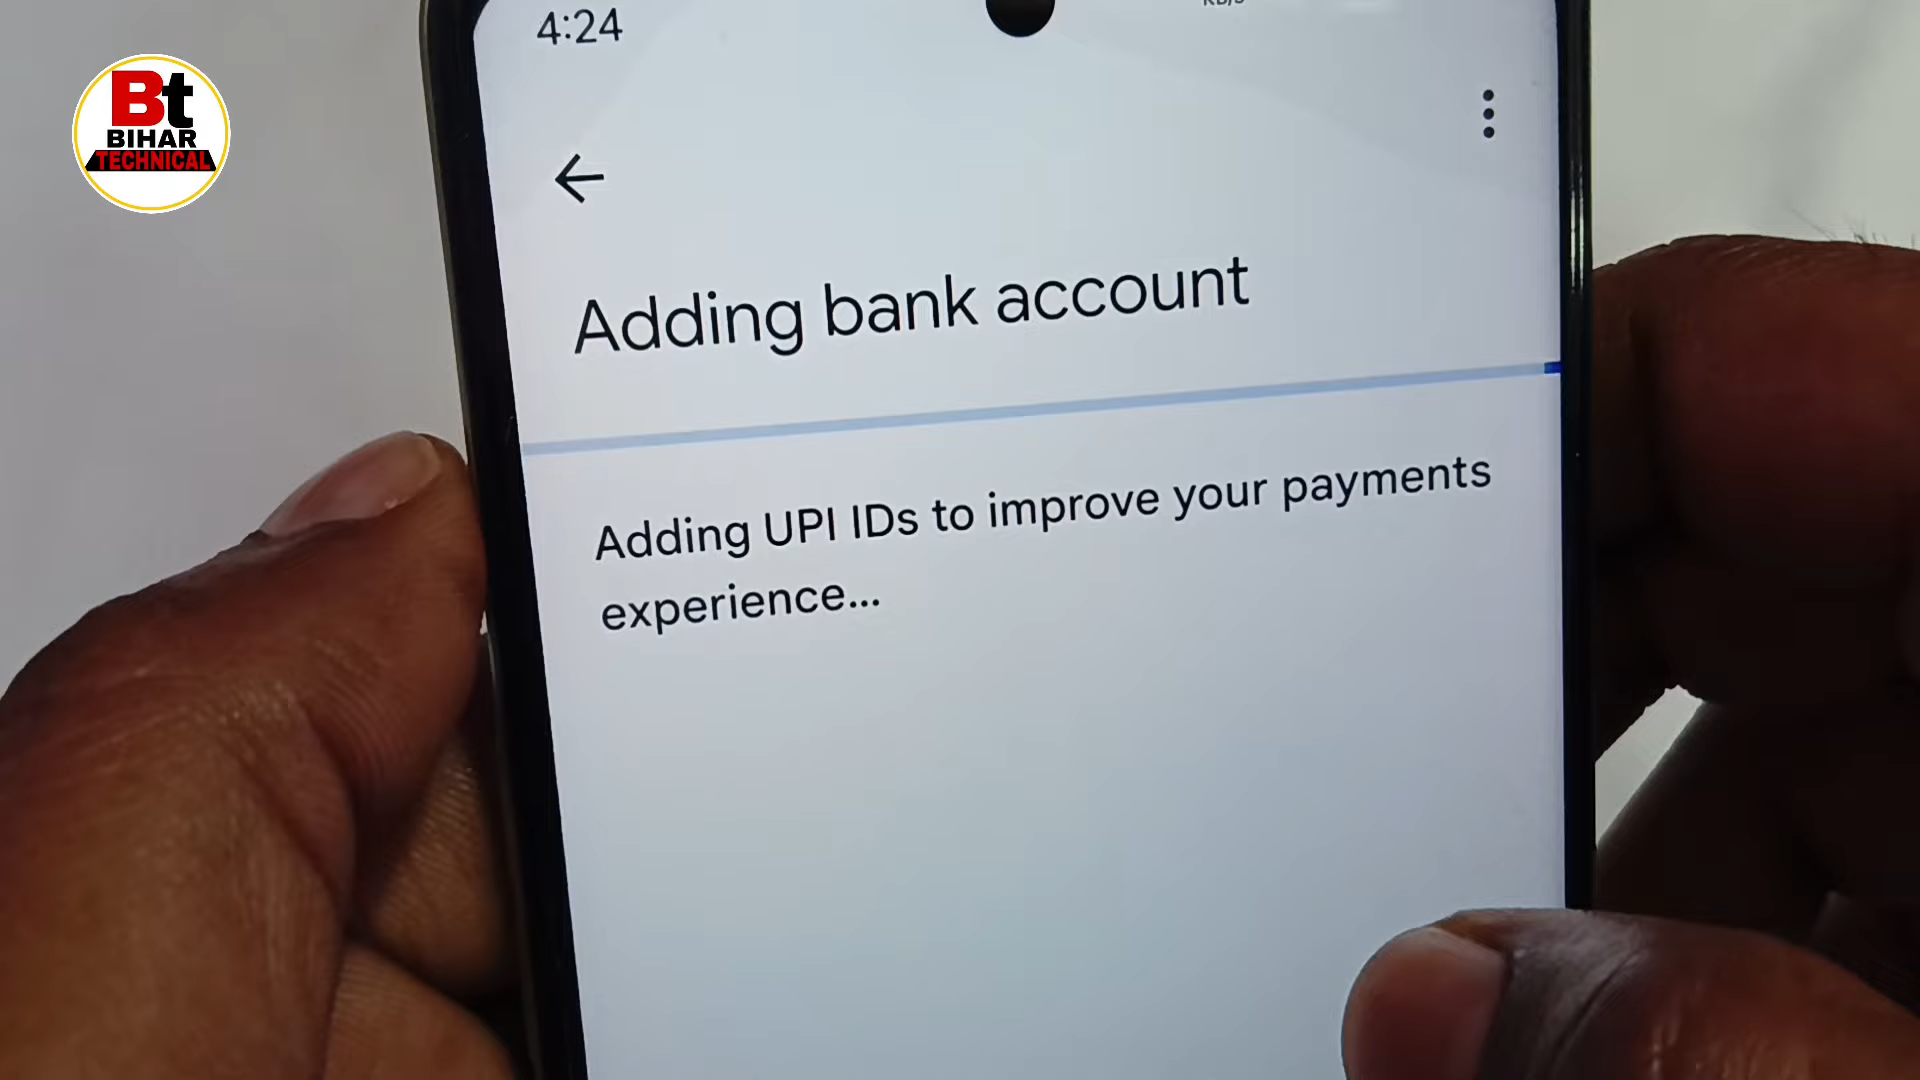 4:24
Bt
BIHAR
TECHNICAL
Adding bank account
Adding UPI IDs to improve your payments
experience...